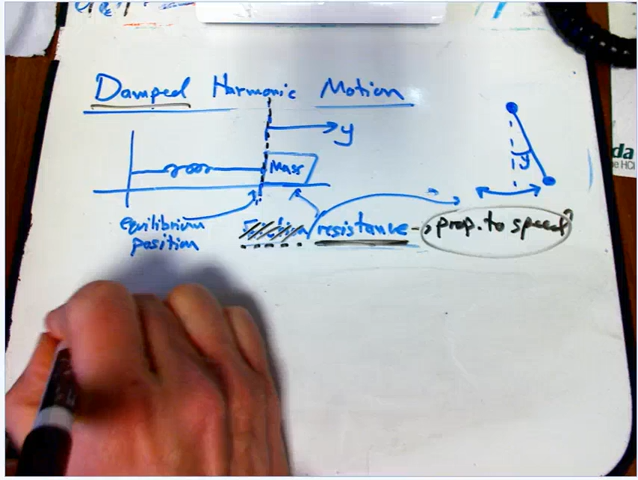 Damped Harmonic Motion
y
Mass
y
equilibrium
position
resistance → prop. to speed